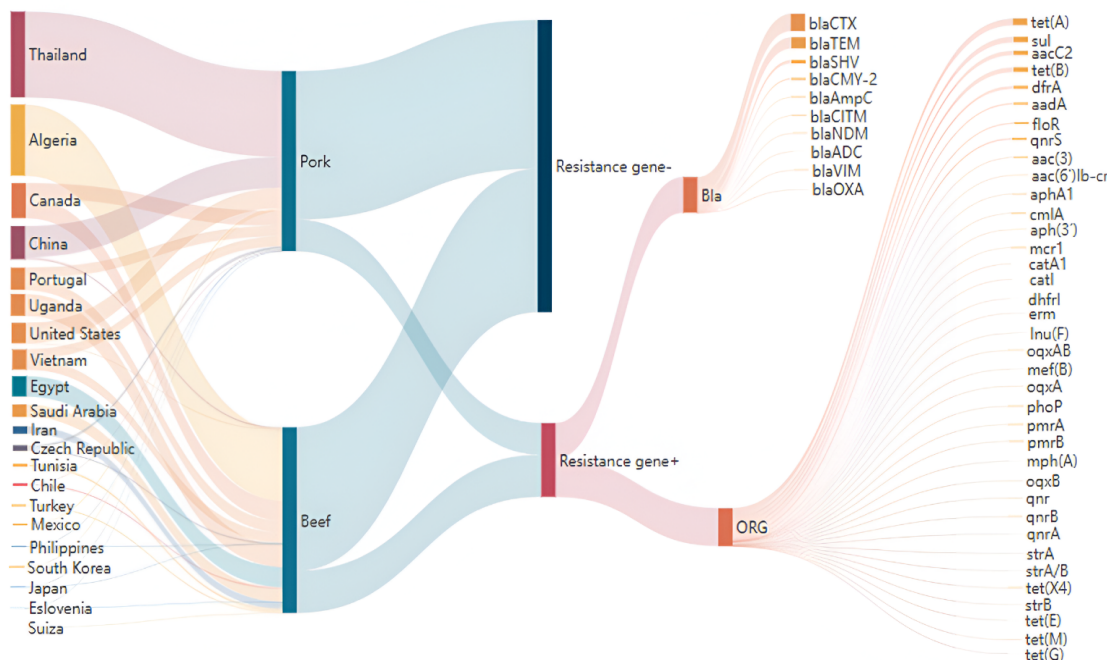 Thailand
Algeria
Canada
China
Portugal
Uganda
United States
Vietnam
Egypt
Saudi Arabia
Iran
Czech Republic
Tunisia
Chile
Turkey
Mexico
Philippines
South Korea
Japan
Eslovenia
Suiza
Pork
Beef
Resistance gene-
Resistance gene+
Bla
ORG
blaCTX
blaTEM
blaSHV
blaCMY-2
blaAmpC
blaCITM
blaNDM
blaADC
blaVIM
blaOXA
tet(A)
sul
aacC2
tet(B)
dfrA
aadA
floR
qnrS
aac(3)
aac(6')Ib-cr
aphA1
cmlA
aph(3´)
mcr1
catA1
catI
dhfrI
erm
lnu(F)
oqxAB
mef(B)
oqxA
phoP
pmrA
pmrB
mph(A)
oqxB
qnr
qnrB
qnrA
strA
strA/B
tet(X4)
strB
tet(E)
tet(M)
tet(G)